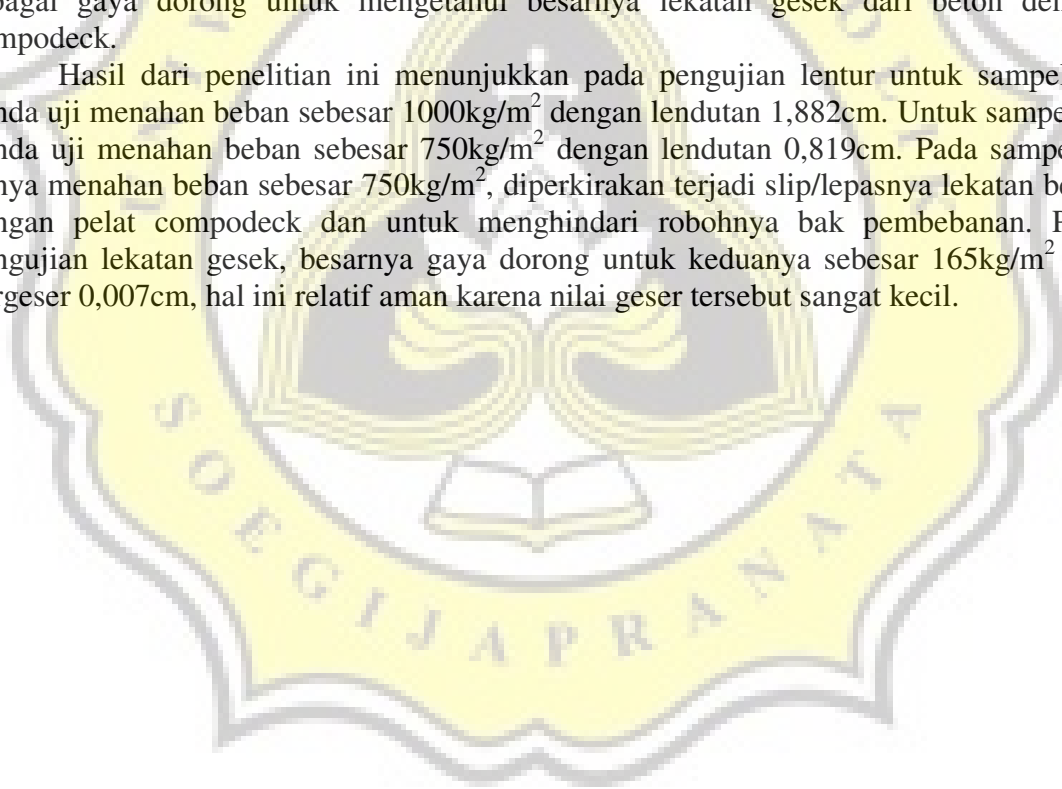 gaya dorong untuk mengetahui besarnya lekatan gesek dari beton
mpodeck.
Hasil dari penelitian ini menunjukkan pada pengujian lentur untuk sampel
nda uji menahan beban sebesar 1000kg/m² dengan lendutan 1,882cm. Untuk sampe
nda uji menahan beban sebesar 750kg/m² dengan lendutan 0,819cm. Pada sampe
nya menahan beban sebesar 750kg/m², diperkirakan terjadi slip/lepasnya lekatan be
ngan pelat compodeck dan untuk menghindari robohnya bak pembebanan. P
ngujian lekatan gesek, besarnya gaya dorong untuk keduanya sebesar 165kg/m²
rgeser 0,007cm, hal ini relatif aman karena nilai geser tersebut sangat kecil.
SOEGIJAPRANATA